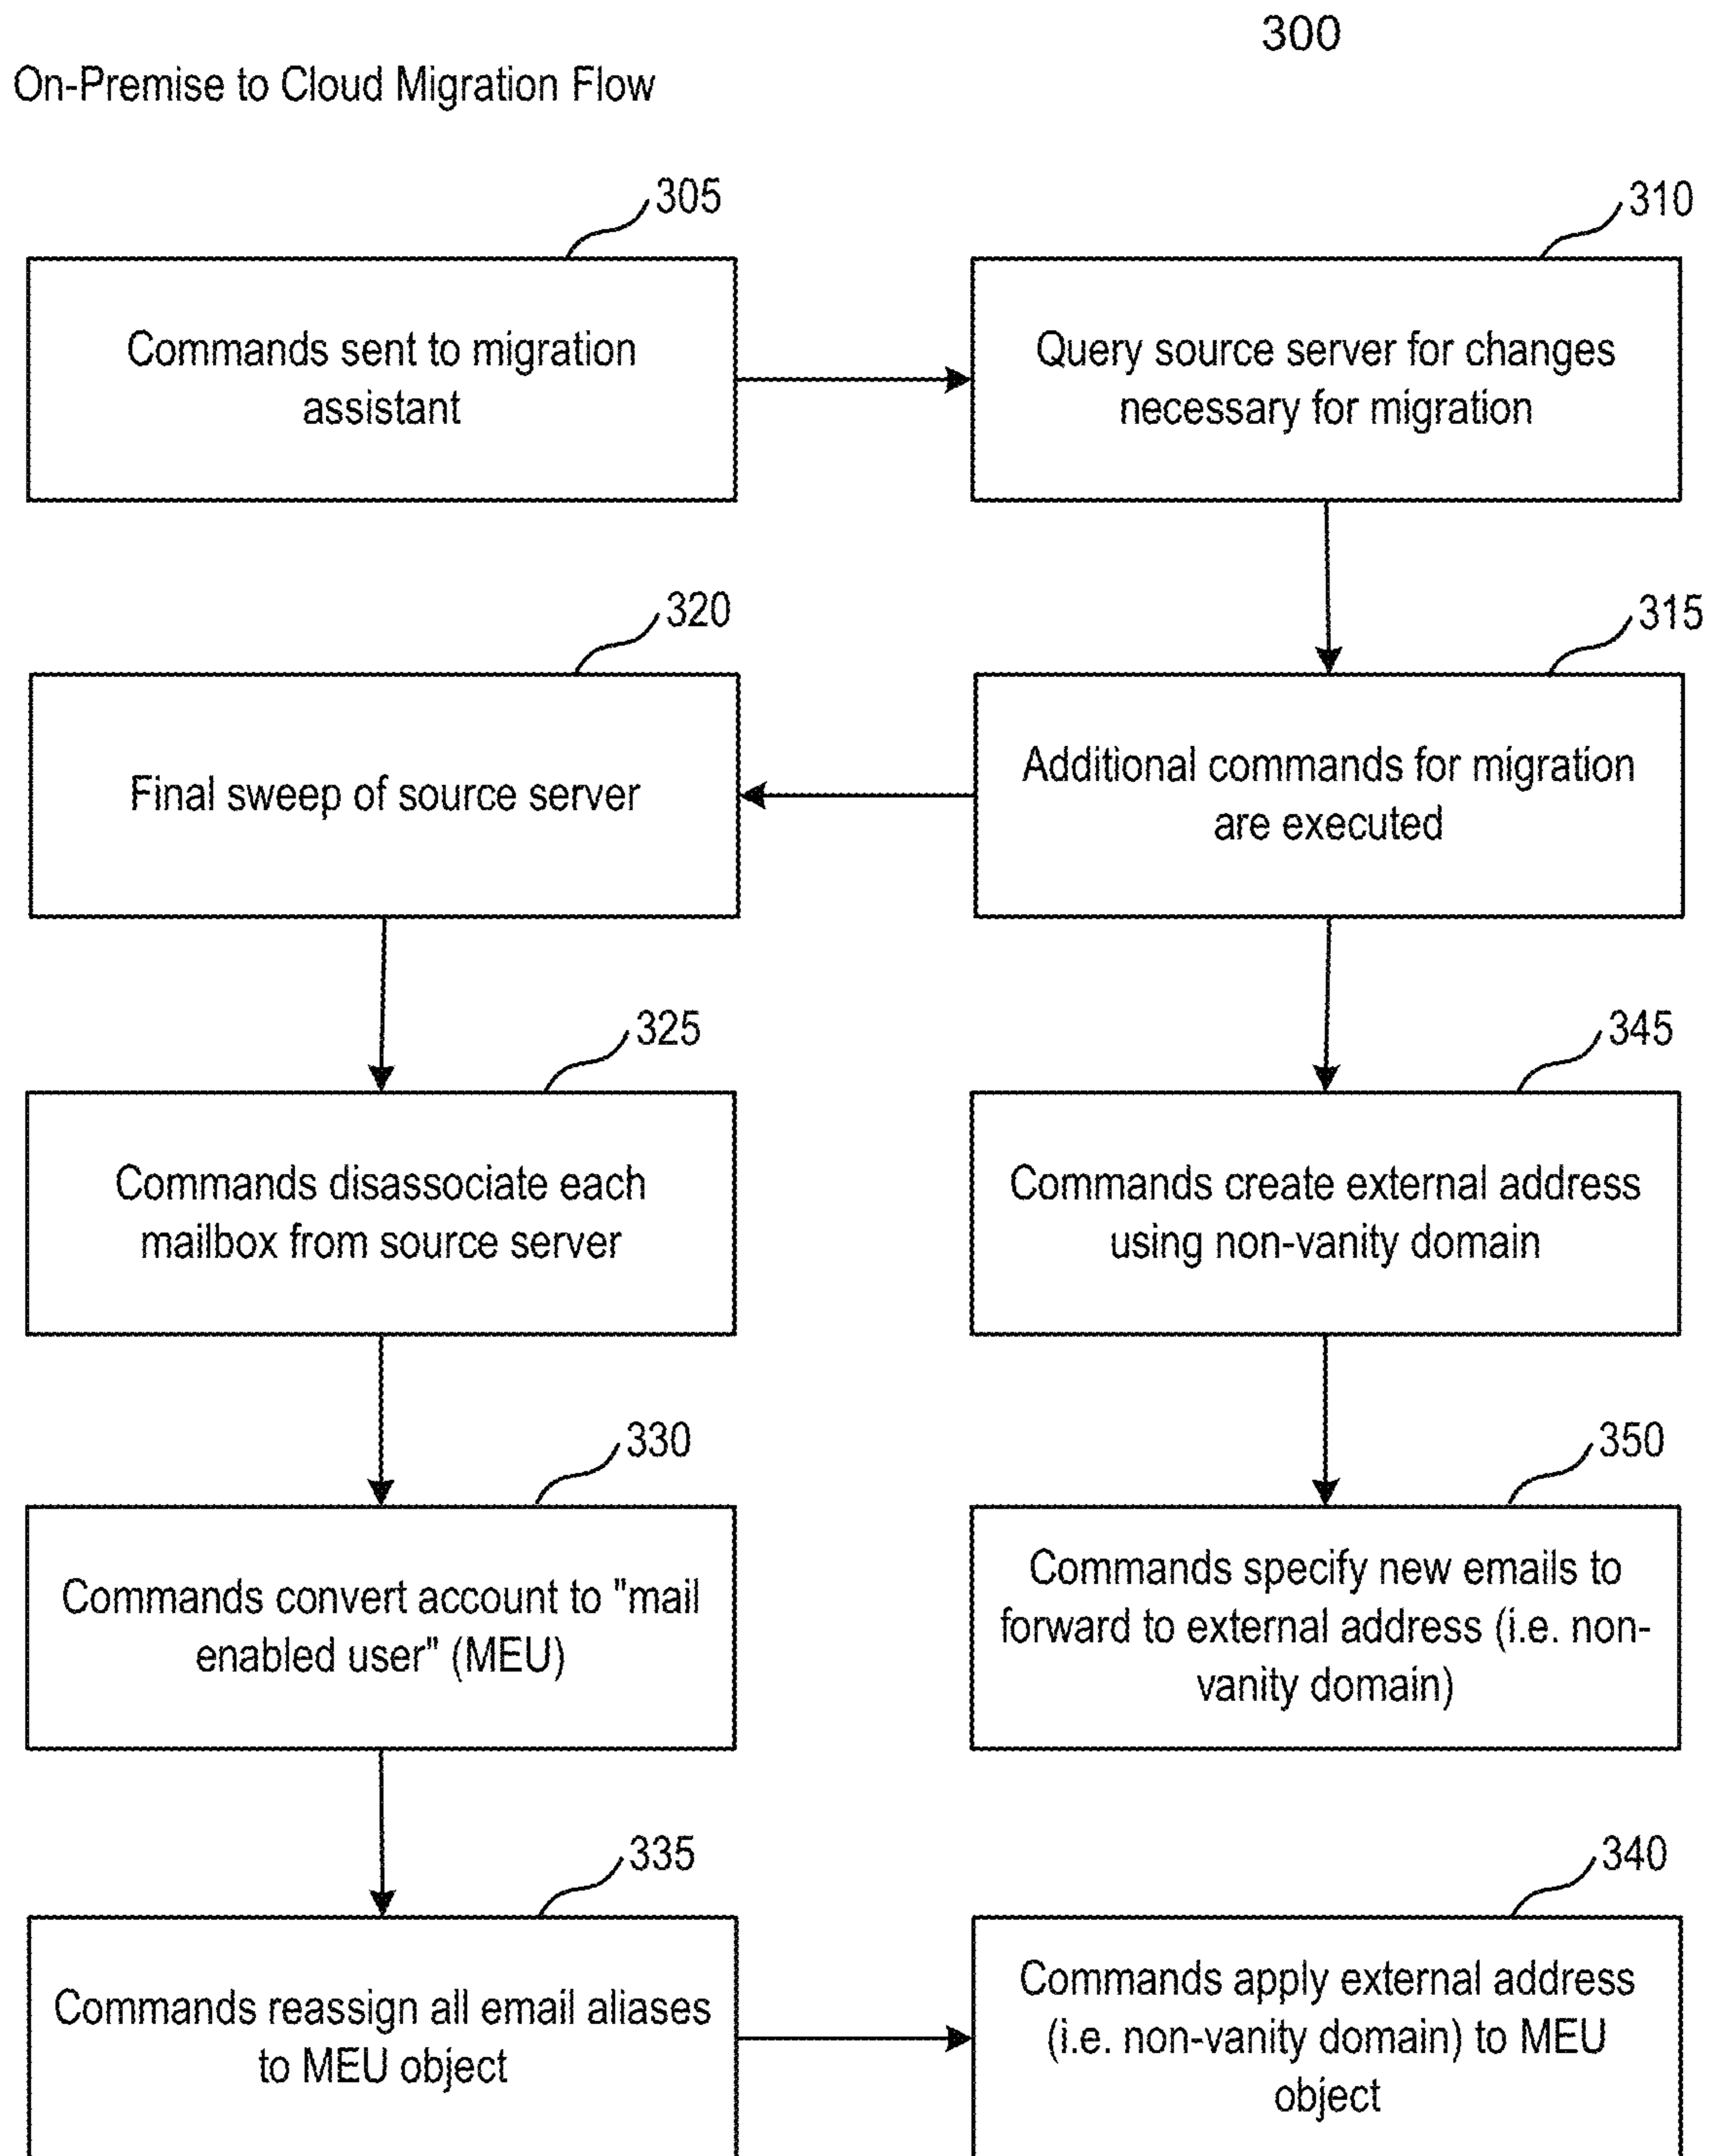 300
On-Premise to Cloud Migration Flow
305
310
Commands sent to migration
assistant
Query source server for changes
necessary for migration
320
315
Final sweep of source server
Additional commands for migration
are executed
325
345
Commands disassociate each
mailbox from source server
Commands create external address
using non-vanity domain
330
350
Commands convert account to "mail
enabled user" (MEU)
Commands specify new emails to
forward to external address (i.e. non-
vanity domain)
335
340
Commands reassign all email aliases
to MEU object
Commands apply external address
(i.e. non-vanity domain) to MEU
object